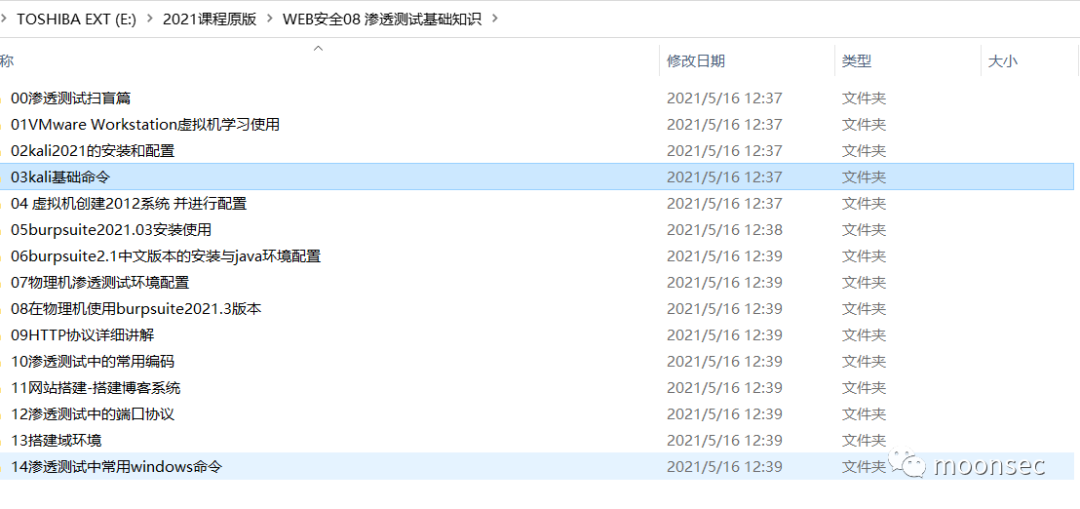 TOSHIBA EXT (E:) > 2021课程原版 > WEB安全08 渗透测试基础知识 >
称 修改日期 类型 大小
00渗透测试扫盲篇 2021/5/16 12:37 文件夹
01VMware Workstation虚拟机学习使用 2021/5/16 12:37 文件夹
02kali2021的安装和配置 2021/5/16 12:37 文件夹
03kali基础命令 2021/5/16 12:37 文件夹
04 虚拟机创建2012系统 并进行配置 2021/5/16 12:37 文件夹
05burpsuite2021.03安装使用 2021/5/16 12:38 文件夹
06burpsuite2.1中文版本的安装与java环境配置 2021/5/16 12:39 文件夹
07物理机渗透测试环境配置 2021/5/16 12:39 文件夹
08在物理机使用burpsuite2021.3版本 2021/5/16 12:39 文件夹
09HTTP协议详细讲解 2021/5/16 12:39 文件夹
10渗透测试中的常用编码 2021/5/16 12:39 文件夹
11网站搭建-搭建博客系统 2021/5/16 12:39 文件夹
12渗透测试中的端口协议 2021/5/16 12:39 文件夹
13搭建域环境 2021/5/16 12:39 文件夹
14渗透测试中常用windows命令 2021/5/16 12:39 文件夹
moonsec